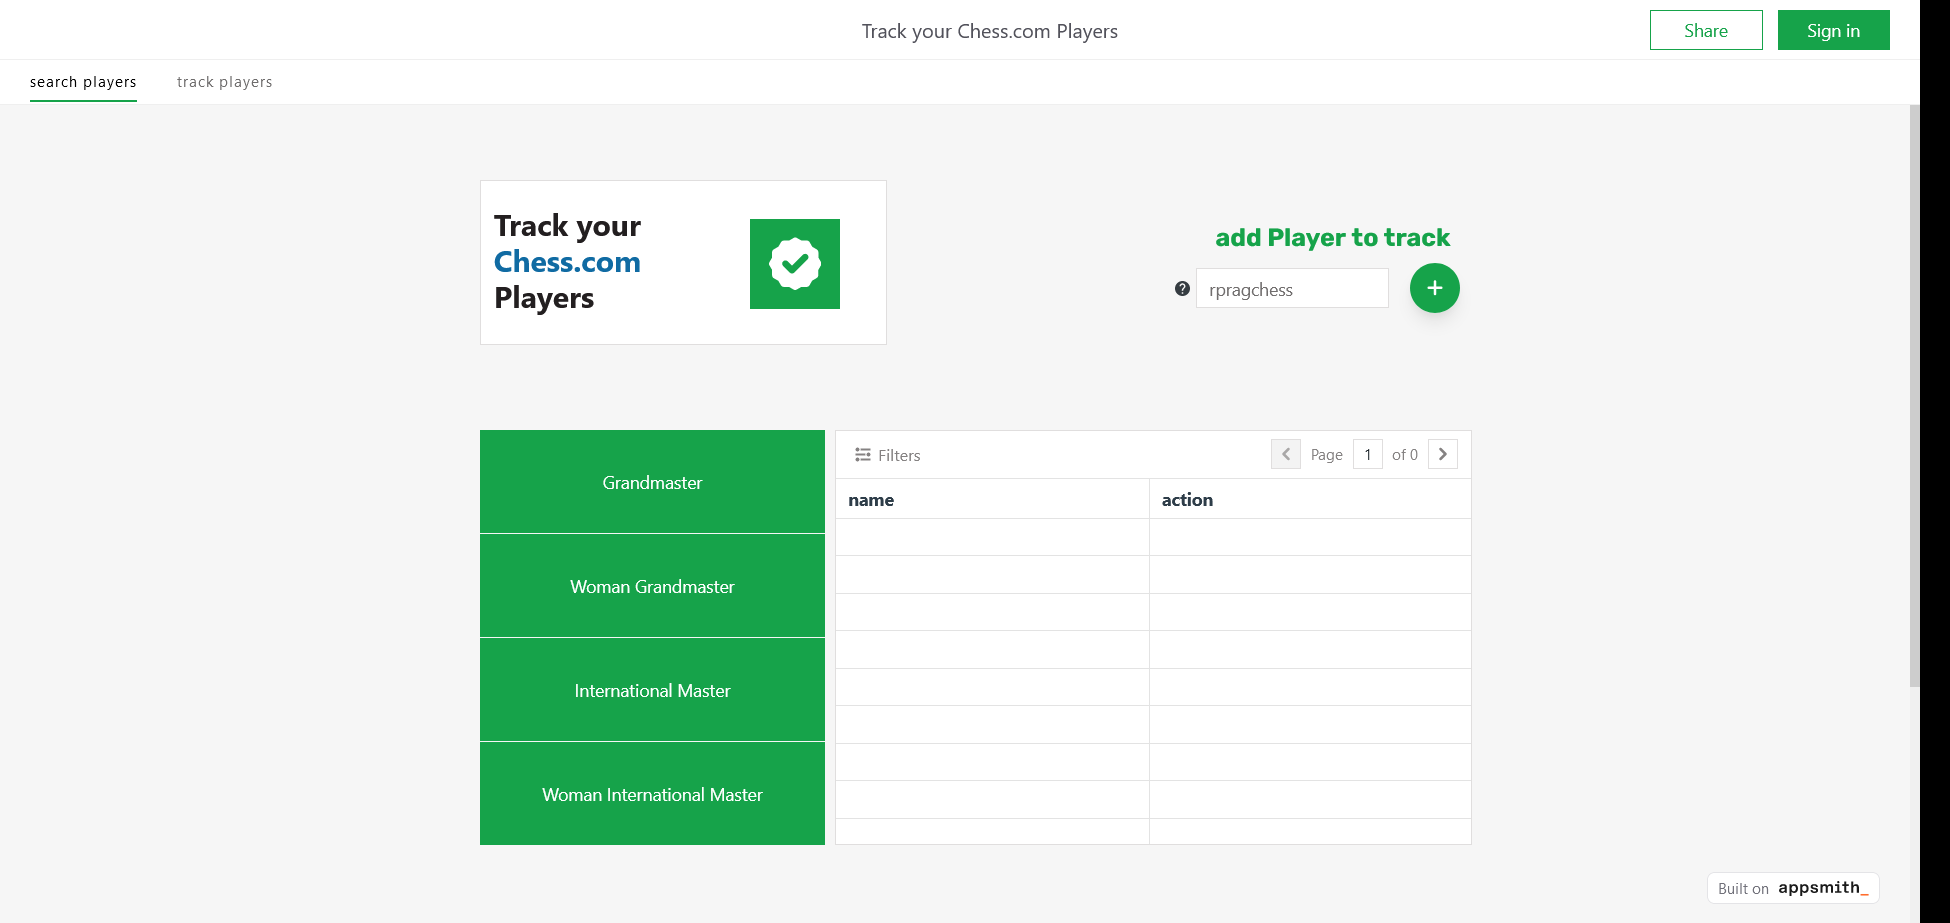 Track your Chess.com Players
Share
Sign in
search players
track players
Track your
Chess.com
Players
add Player to track
?
rpragchess
+
Grandmaster
Woman Grandmaster
International Master
Woman International Master
Filters
Page 1 of 0
name action
Built on appsmith_